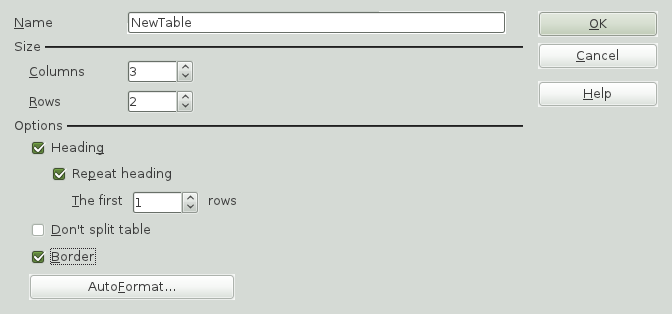 Name NewTable OK
Size Cancel
Columns 3
Help
Rows 2
Options
Heading
Repeat heading
The first 1 rows
Don't split table
Border
AutoFormat...